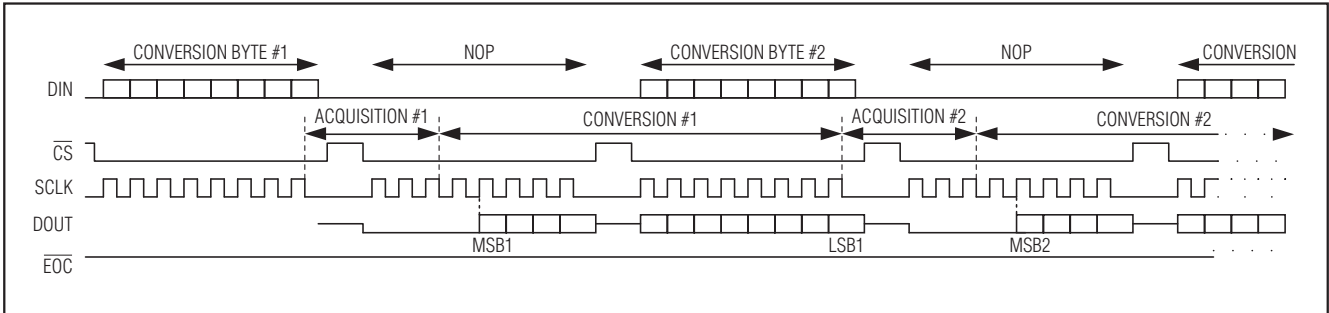 CONVERSION BYTE #1 NOP CONVERSION BYTE #2 NOP CONVERSION
DIN
ACQUISITION #1 CONVERSION #1 ACQUISITION #2 CONVERSION #2
CS
SCLK
DOUT
MSB1 LSB1 MSB2
EOC